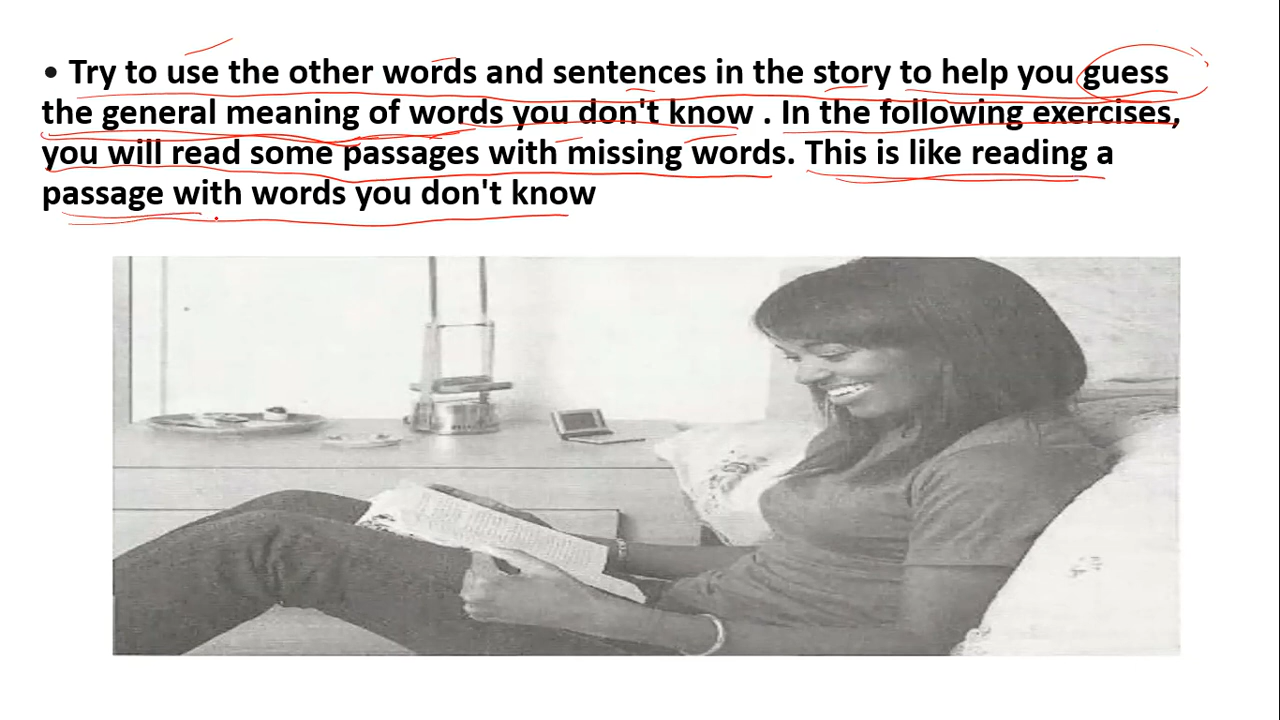 • Try to use the other words and sentences in the story to help you guess
the general meaning of words you don't know . In the following exercises,
you will read some passages with missing words. This is like reading a
passage with words you don't know